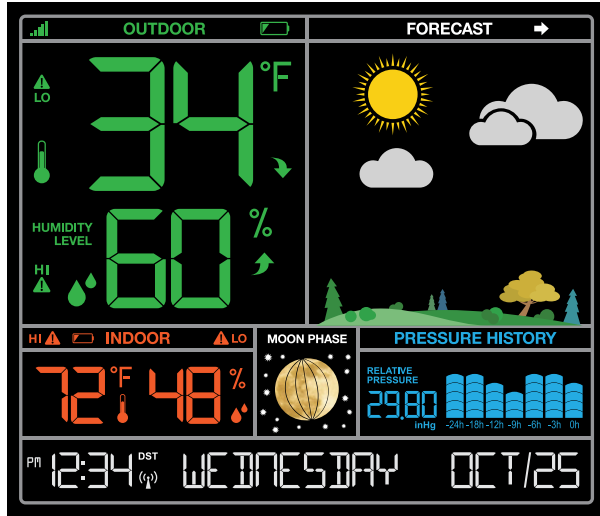 OUTDOOR
FORECAST
LO
34°F
HUMIDITY
LEVEL
60%
HI
HI INDOOR LO
72°F 48%
MOON PHASE
PRESSURE HISTORY
RELATIVE
PRESSURE
29.80
inHg
-24h -18h -12h -9h -6h -3h 0h
PM 12:34 DST WEDNESDAY OCT/25